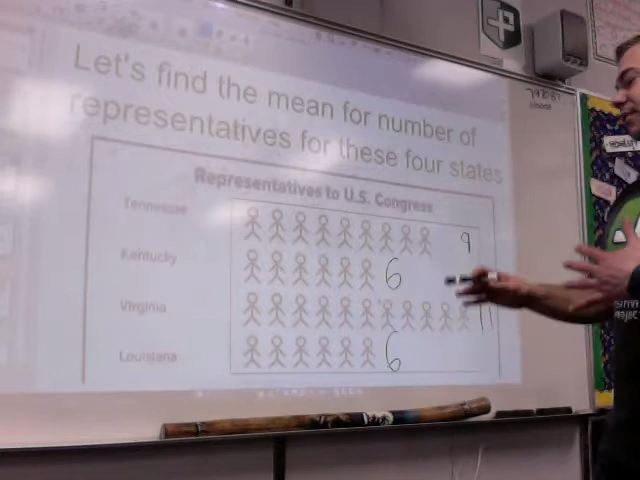 Let's find the mean for number of
representatives for these four states
Representatives to U.S. Congress
Tennessee 9
Kentucky 6
Virginia 11
Louisiana 6